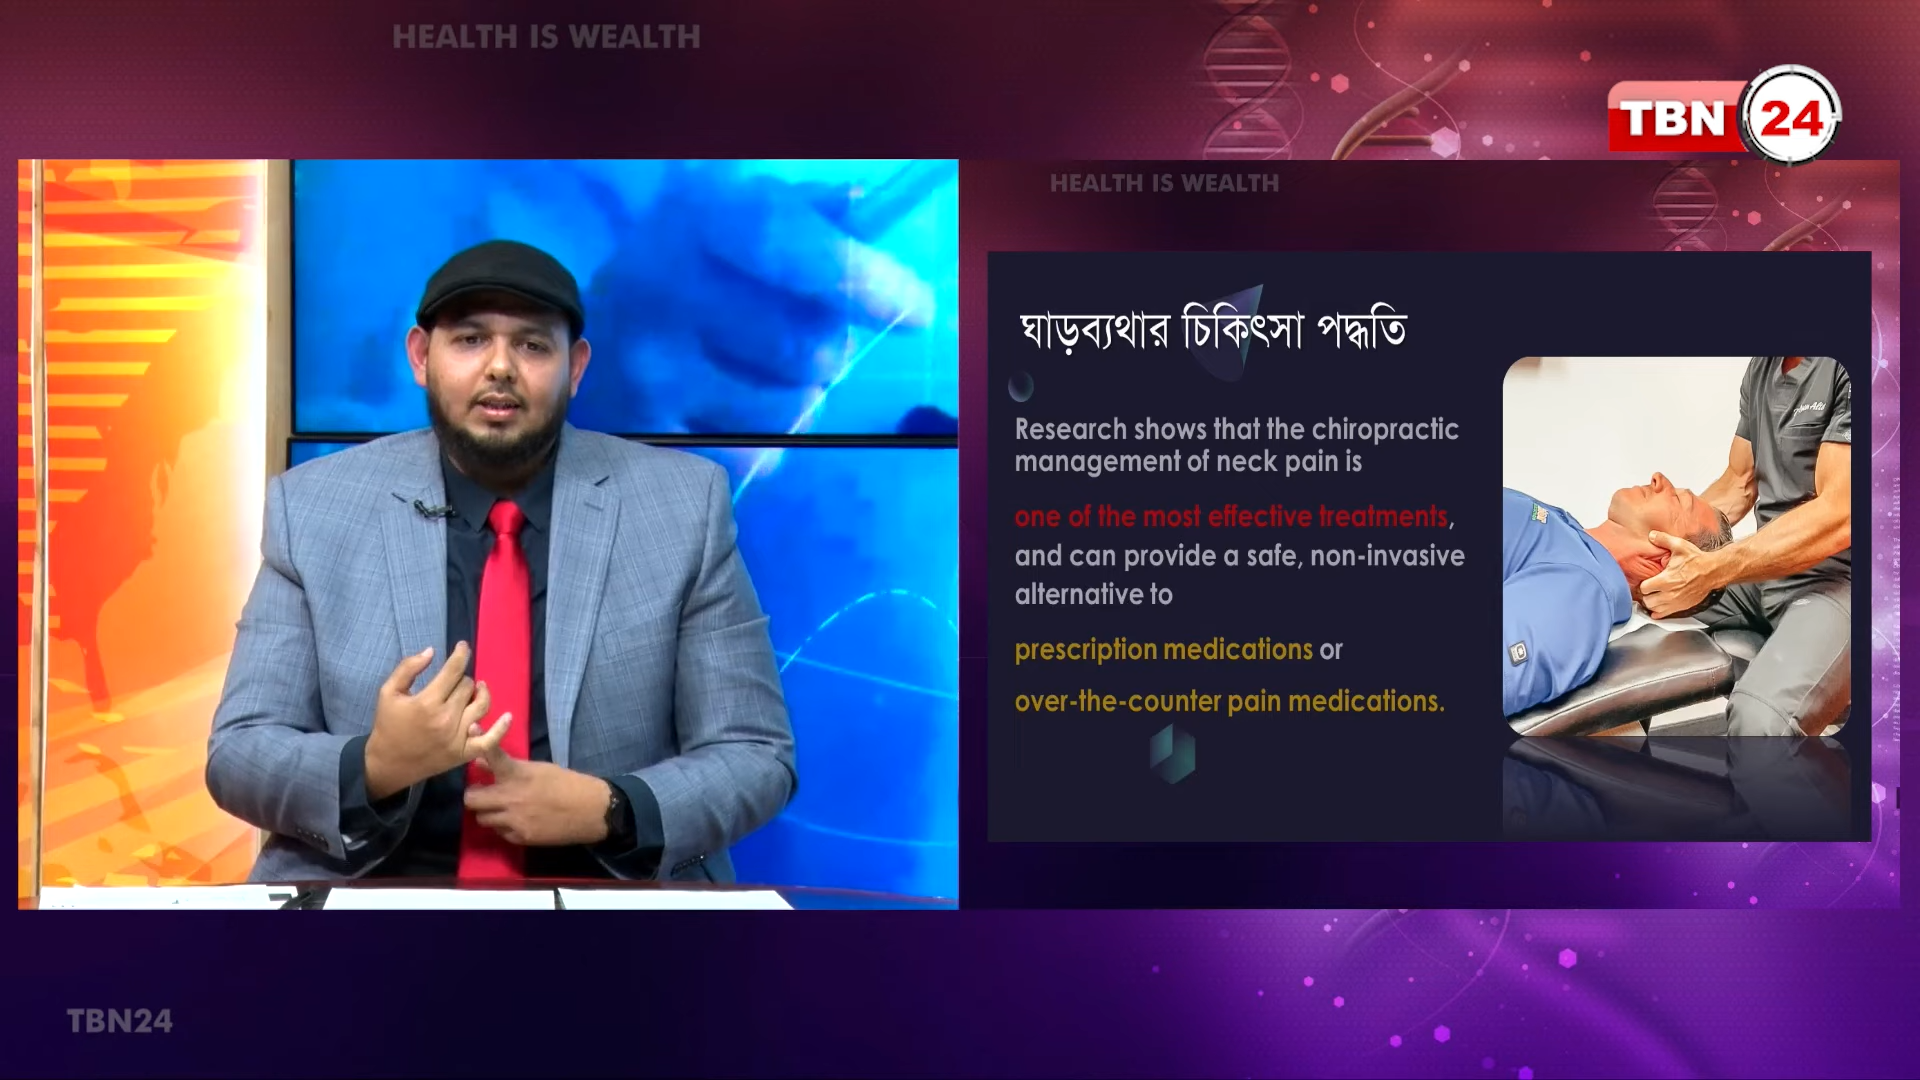 HEALTH IS WEALTH
TBN 24
HEALTH IS WEALTH
ঘাড়ব্যথার চিকিৎসা পদ্ধতি
Research shows that the chiropractic
management of neck pain is
one of the most effective treatments,
and can provide a safe, non-invasive
alternative to
prescription medications or
over-the-counter pain medications.
TBN24